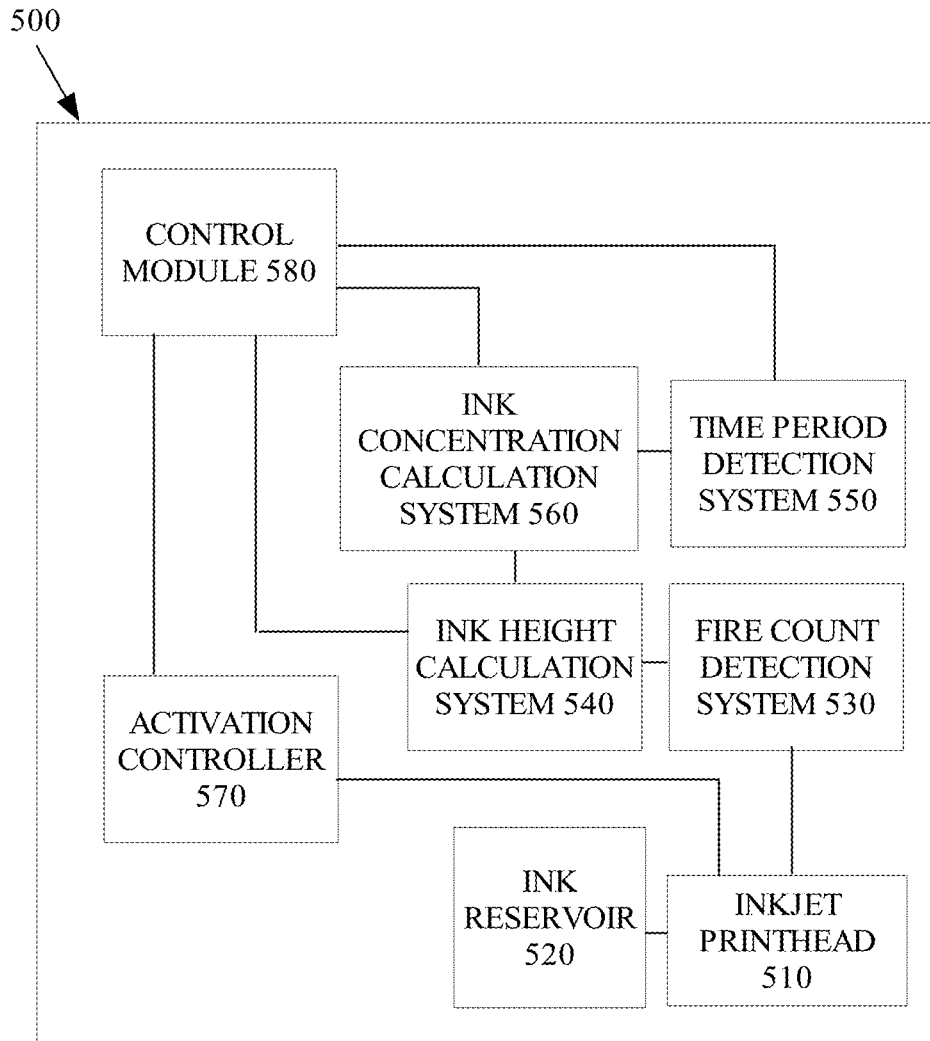 500
CONTROL
MODULE 580
INK
CONCENTRATION
CALCULATION
SYSTEM 560
TIME PERIOD
DETECTION
SYSTEM 550
INK HEIGHT
CALCULATION
SYSTEM 540
FIRE COUNT
DETECTION
SYSTEM 530
ACTIVATION
CONTROLLER
570
INK
RESERVOIR
520
INKJET
PRINTHEAD
510